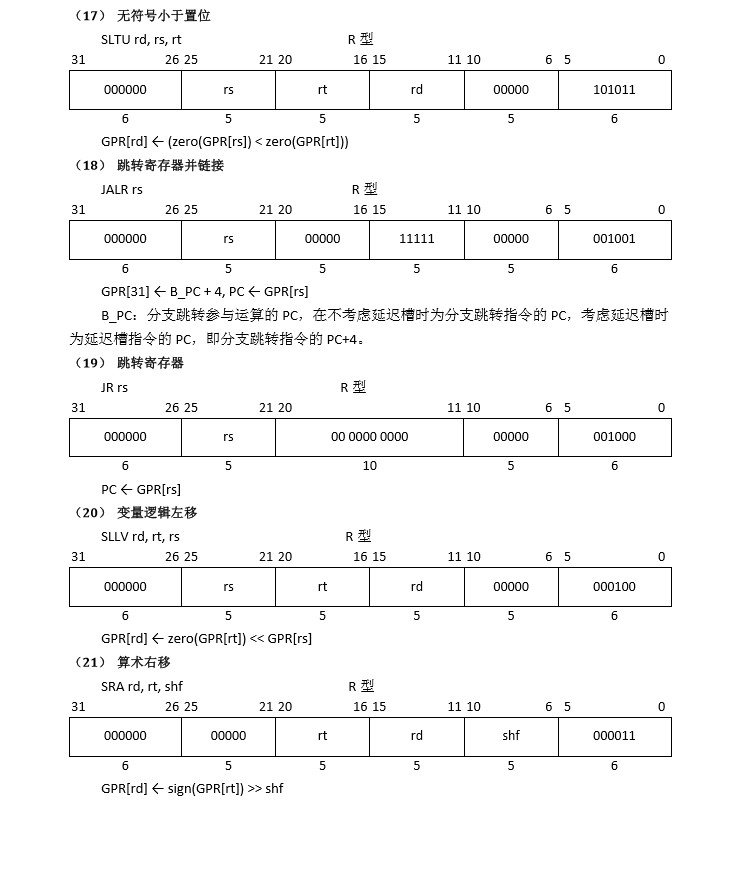 （17） 无符号小于置位
SLTU rd, rs, rt R 型
31 26 25 21 20 16 15 11 10 6 5 0
000000 rs rt rd 00000 101011
6 5 5 5 5 6
GPR[rd] ← (zero(GPR[rs]) < zero(GPR[rt]))
（18） 跳转寄存器并链接
JALR rs R 型
31 26 25 21 20 16 15 11 10 6 5 0
000000 rs 00000 11111 00000 001001
6 5 5 5 5 6
GPR[31] ← B_PC + 4, PC ← GPR[rs]
B_PC：分支跳转参与运算的 PC，在不考虑延迟槽时为分支跳转指令的 PC，考虑延迟槽时
为延迟槽指令的 PC，即分支跳转指令的 PC+4。
（19） 跳转寄存器
JR rs R 型
31 26 25 21 20 11 10 6 5 0
000000 rs 00 0000 0000 00000 001000
6 5 10 5 6
PC ← GPR[rs]
（20） 变量逻辑左移
SLLV rd, rt, rs R 型
31 26 25 21 20 16 15 11 10 6 5 0
000000 rs rt rd 00000 000100
6 5 5 5 5 6
GPR[rd] ← zero(GPR[rt]) << GPR[rs]
（21） 算术右移
SRA rd, rt, shf R 型
31 26 25 21 20 16 15 11 10 6 5 0
000000 00000 rt rd shf 000011
6 5 5 5 5 6
GPR[rd] ← sign(GPR[rt]) >> shf